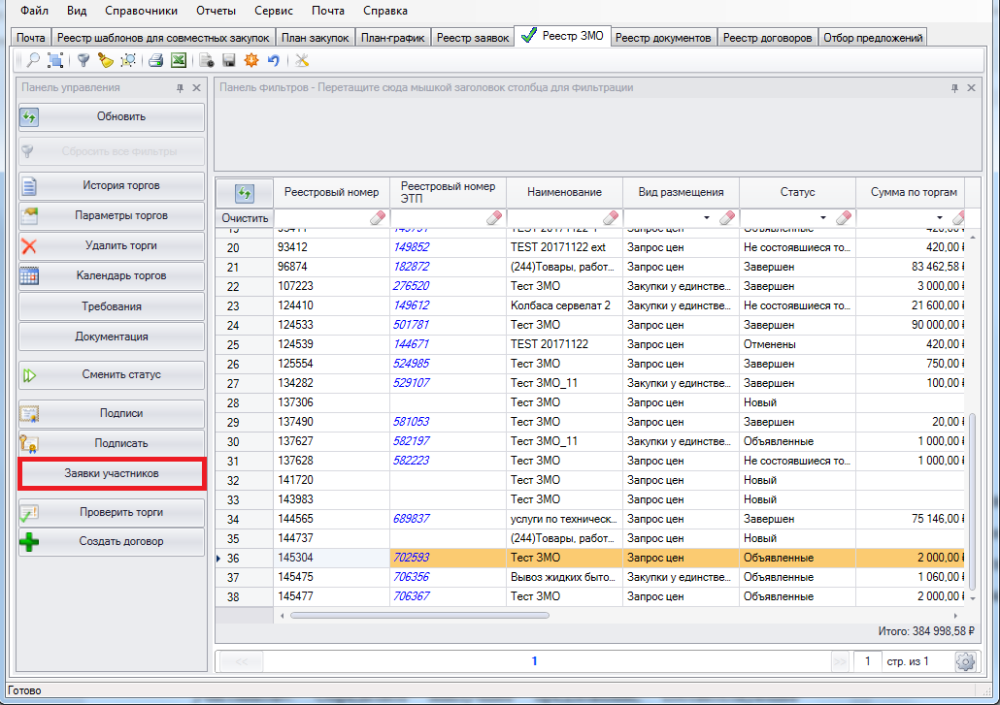 Файл Вид Справочники Отчеты Сервис Почта Справка
Почта Реестр шаблонов для совместных закупок План закупок План-график Реестр заявок Реестр ЗМО Реестр документов Реестр договоров Отбор предложений
Панель управления
Обновить
Сбросить все фильтры
История торгов
Параметры торгов
Удалить торги
Календарь торгов
Требования
Документация
Сменить статус
Подписи
Подписать
Заявки участников
Проверить торги
Создать договор
Панель Фильтров - Перетащите сюда мышкой заголовок столбца для Фильтрации
Реестровый номер Реестровый номер ЭТП Наименование Вид размещения Статус Сумма по торгам
Очистить
20 93412 149852 TEST 20171122 ext Запрос цен Не состоявшиеся то... 420,00 ₽
21 96874 182872 (244)Товары, работ... Запрос цен Завершен 83 462,58 ₽
22 107223 276520 Тест ЗМО Закупки у единстве... Завершен 3 000,00 ₽
23 124410 149612 Колбаса сервелат 2 Закупки у единстве... Не состоявшиеся то... 21 600,00 ₽
24 124533 501781 Тест ЗМО Запрос цен Завершен 90 000,00 ₽
25 124539 144671 TEST 20171122 Запрос цен Отменены 420,00 ₽
26 125554 524985 Тест ЗМО Запрос цен Завершен 750,00 ₽
27 134282 529107 Тест ЗМО_11 Закупки у единстве... Завершен 100,00 ₽
28 137306 Тест ЗМО Запрос цен Новый
29 137490 581053 Тест ЗМО Запрос цен Завершен 20,00 ₽
30 137627 582197 Тест ЗМО_11 Запрос цен Объявленные 1 000,00 ₽
31 137628 582223 Тест ЗМО Запрос цен Не состоявшиеся то... 1 000,00 ₽
32 141720 Тест ЗМО Запрос цен Новый
33 143983 Тест ЗМО Запрос цен Новый
34 144565 689837 услуги по техническ... Запрос цен Завершен 75 146,00 ₽
35 144737 (244)Товары, работ... Запрос цен Новый
36 145304 702593 Тест ЗМО Запрос цен Объявленные 2 000,00 ₽
37 145475 706356 Вывоз жидких быто... Закупки у единстве... Объявленные 1 060,00 ₽
38 145477 706367 Тест ЗМО Запрос цен Объявленные 2 000,00 ₽
Итого: 384 998,58 ₽
<< 1 >> 1 стр. из 1
Готово